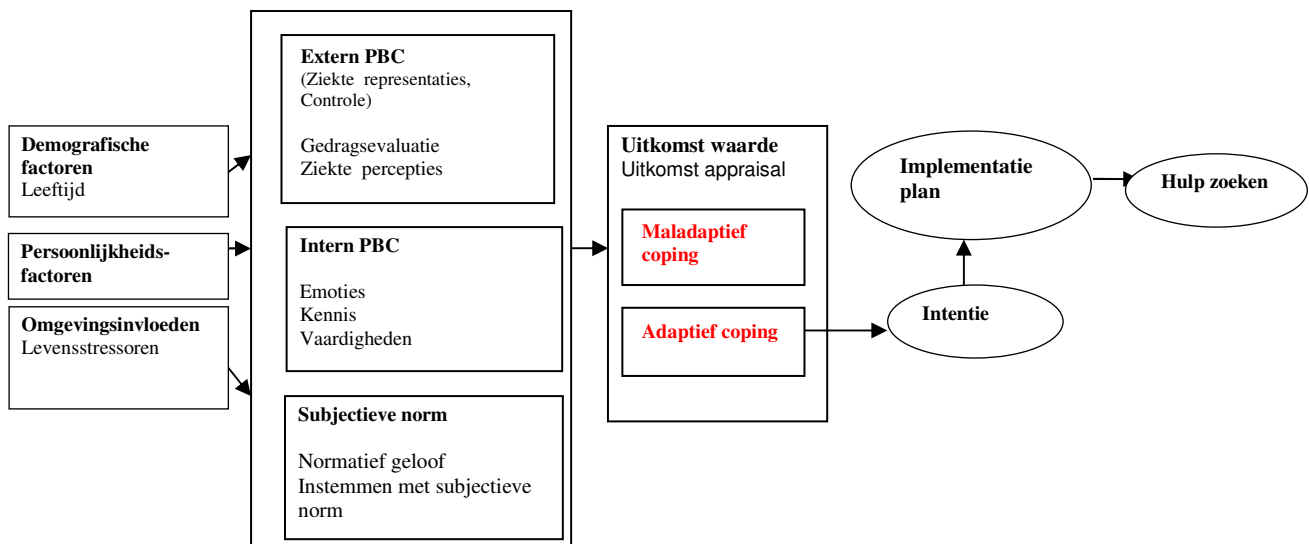 Demografische
factoren
Leeftijd
Persoonlijkheids-
factoren
Omgevingsinvloeden
Levensstressoren
Extern PBC
(Ziekte representaties,
Controle)
Gedragsevaluatie
Ziekte percepties
Intern PBC
Emoties
Kennis
Vaardigheden
Subjectieve norm
Normatief geloof
Instemmen met subjectieve
norm
Uitkomst waarde
Uitkomst appraisal
Maladaptief
coping
Adaptief coping
Implementatie
plan
Intentie
Hulp zoeken